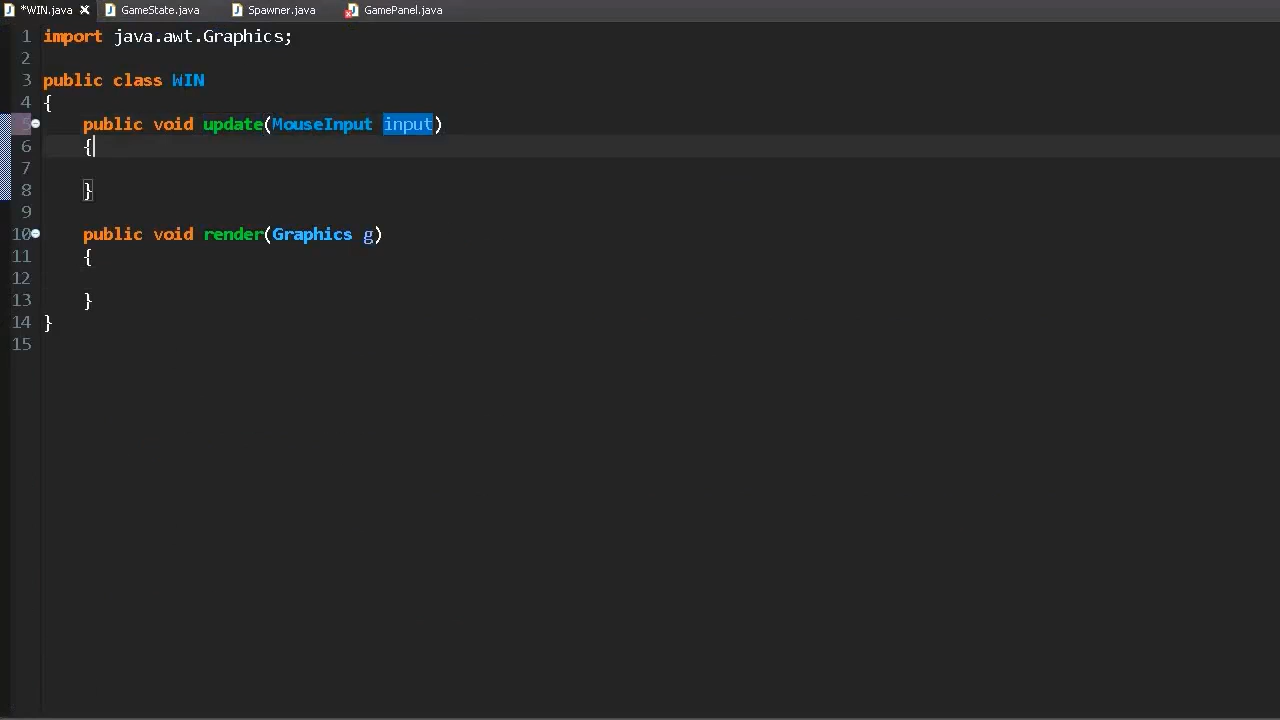 *WIN.java GameState.java Spawner.java GamePanel.java
1 import java.awt.Graphics;
2
3 public class WIN
4 {
5 public void update(MouseInput input)
6 {
7
8 }
9
10 public void render(Graphics g)
11 {
12
13 }
14 }
15